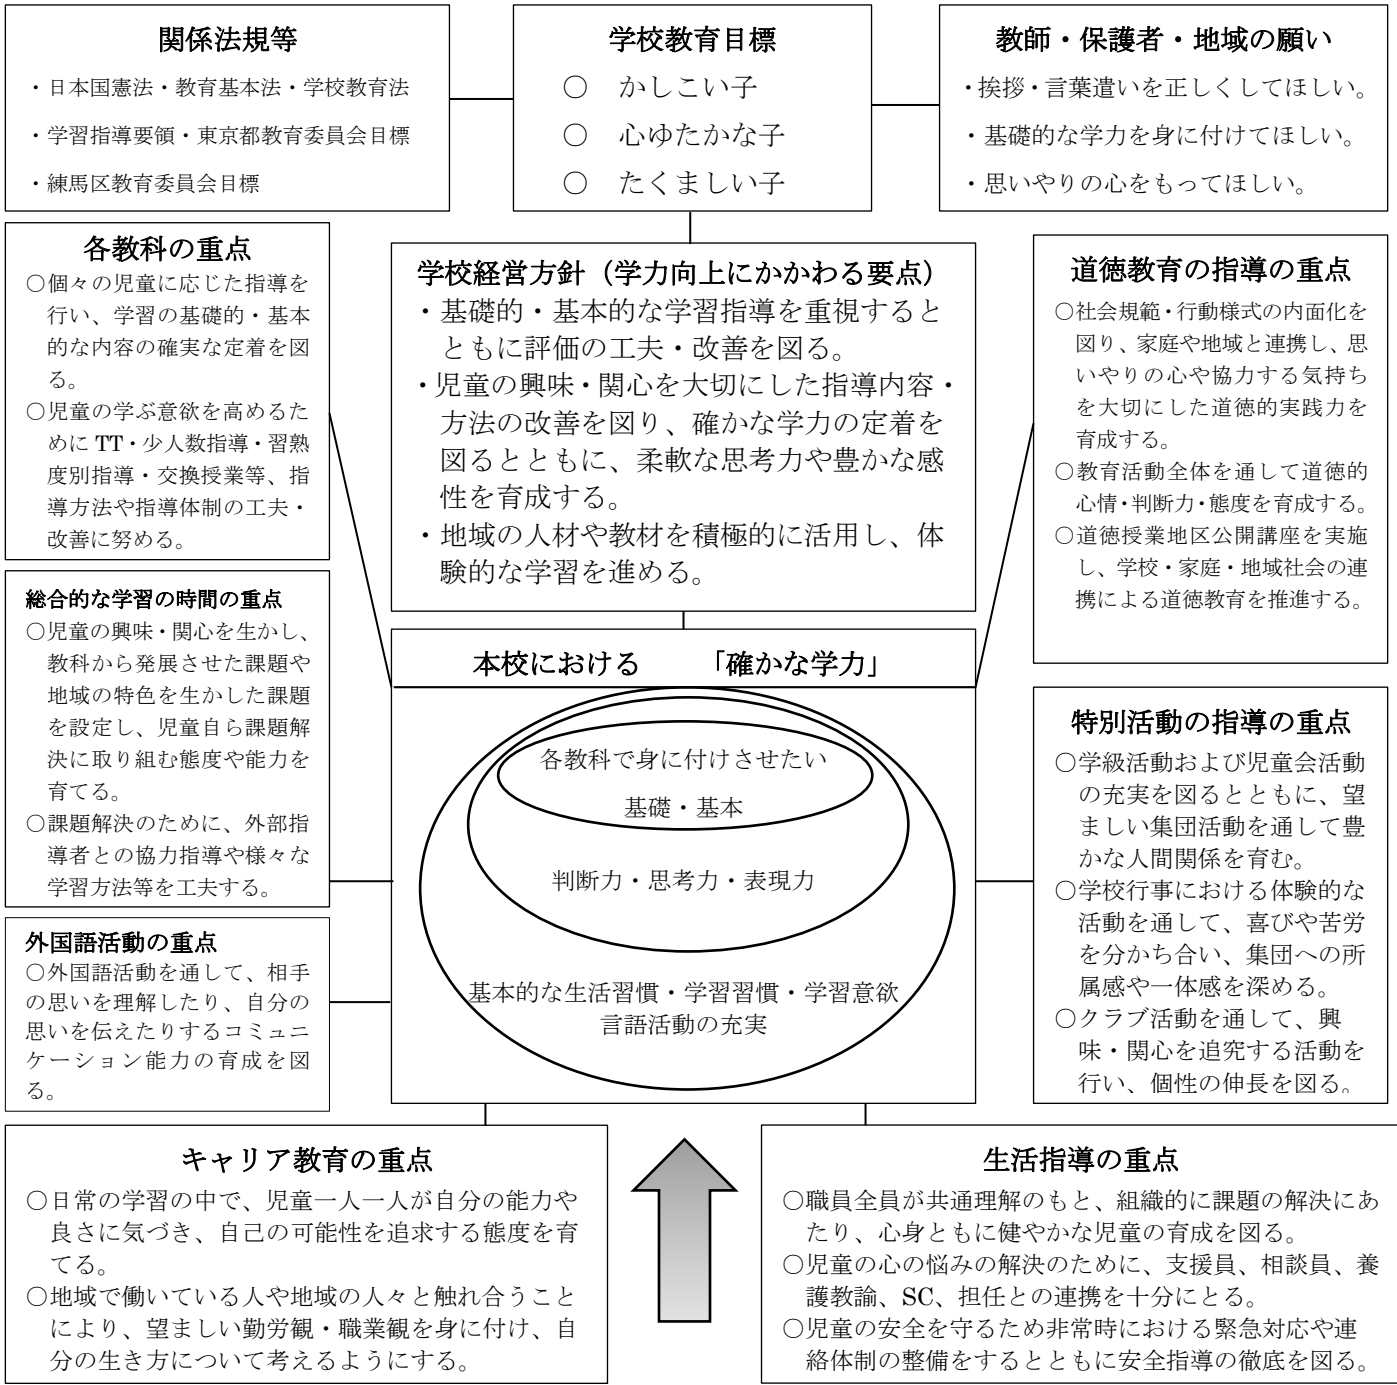 関係法規等
・日本国憲法・教育基本法・学校教育法
・学習指導要領・東京都教育委員会目標
・練馬区教育委員会目標
学校教育目標
○ かしこい子
○ 心ゆたかな子
○ たくましい子
教師・保護者・地域の願い
・挨拶・言葉遣いを正しくしてほしい。
・基礎的な学力を身に付けてほしい。
・思いやりの心をもってほしい。
各教科の重点
○個々の児童に応じた指導を
行い、学習の基礎的・基本
的な内容の確実な定着を図
る。
○児童の学ぶ意欲を高めるた
めに TT・少人数指導・習熟
度別指導・交換授業等、指
導方法や指導体制の工夫・
改善に努める。
学校経営方針（学力向上にかかわる要点）
・基礎的・基本的な学習指導を重視すると
ともに評価の工夫・改善を図る。
・児童の興味・関心を大切にした指導内容・
方法の改善を図り、確かな学力の定着を
図るとともに、柔軟な思考力や豊かな感
性を育成する。
・地域の人材や教材を積極的に活用し、体
験的な学習を進める。
道徳教育の指導の重点
○社会規範・行動様式の内面化を
図り、家庭や地域と連携し、思
いやりの心や協力する気持ち
を大切にした道徳的実践力を
育成する。
○教育活動全体を通して道徳的
心情・判断力・態度を育成する。
○道徳授業地区公開講座を実施
し、学校・家庭・地域社会の連
携による道徳教育を推進する。
総合的な学習の時間の重点
○児童の興味・関心を生かし、
教科から発展させた課題や
地域の特色を生かした課題
を設定し、児童自ら課題解
決に取り組む態度や能力を
育てる。
○課題解決のために、外部指
導者との協力指導や様々な
学習方法等を工夫する。
本校における 「確かな学力」
各教科で身に付けさせたい
基礎・基本
判断力・思考力・表現力
基本的な生活習慣・学習習慣・学習意欲
言語活動の充実
特別活動の指導の重点
○学級活動および児童会活動
の充実を図るとともに、望
ましい集団活動を通して豊
かな人間関係を育む。
○学校行事における体験的な
活動を通して、喜びや苦労
を分かち合い、集団への所
属感や一体感を深める。
○クラブ活動を通して、興
味・関心を追究する活動を
行い、個性の伸長を図る。
外国語活動の重点
○外国語活動を通して、相手
の思いを理解したり、自分の
思いを伝えたりするコミュニ
ケーション能力の育成を図
る。
キャリア教育の重点
○日常の学習の中で、児童一人一人が自分の能力や
良さに気づき、自己の可能性を追求する態度を育
てる。
○地域で働いている人や地域の人々と触れ合うこと
により、望ましい勤労観・職業観を身に付け、自
分の生き方について考えるようにする。
生活指導の重点
○職員全員が共通理解のもと、組織的に課題の解決にあ
たり、心身ともに健やかな児童の育成を図る。
○児童の心の悩みの解決のために、支援員、相談員、養
護教諭、SC、担任との連携を十分にとる。
○児童の安全を守るため非常時における緊急対応や連
絡体制の整備をするとともに安全指導の徹底を図る。